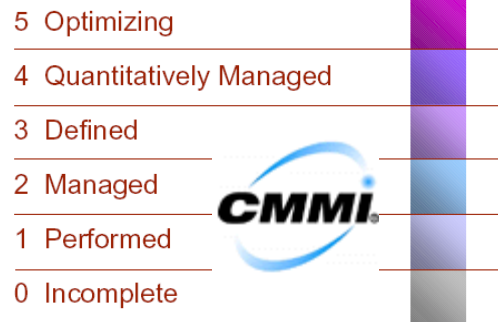 5 Optimizing
4 Quantitatively Managed
3 Defined
2 Managed
CMMI
1 Performed
0 Incomplete